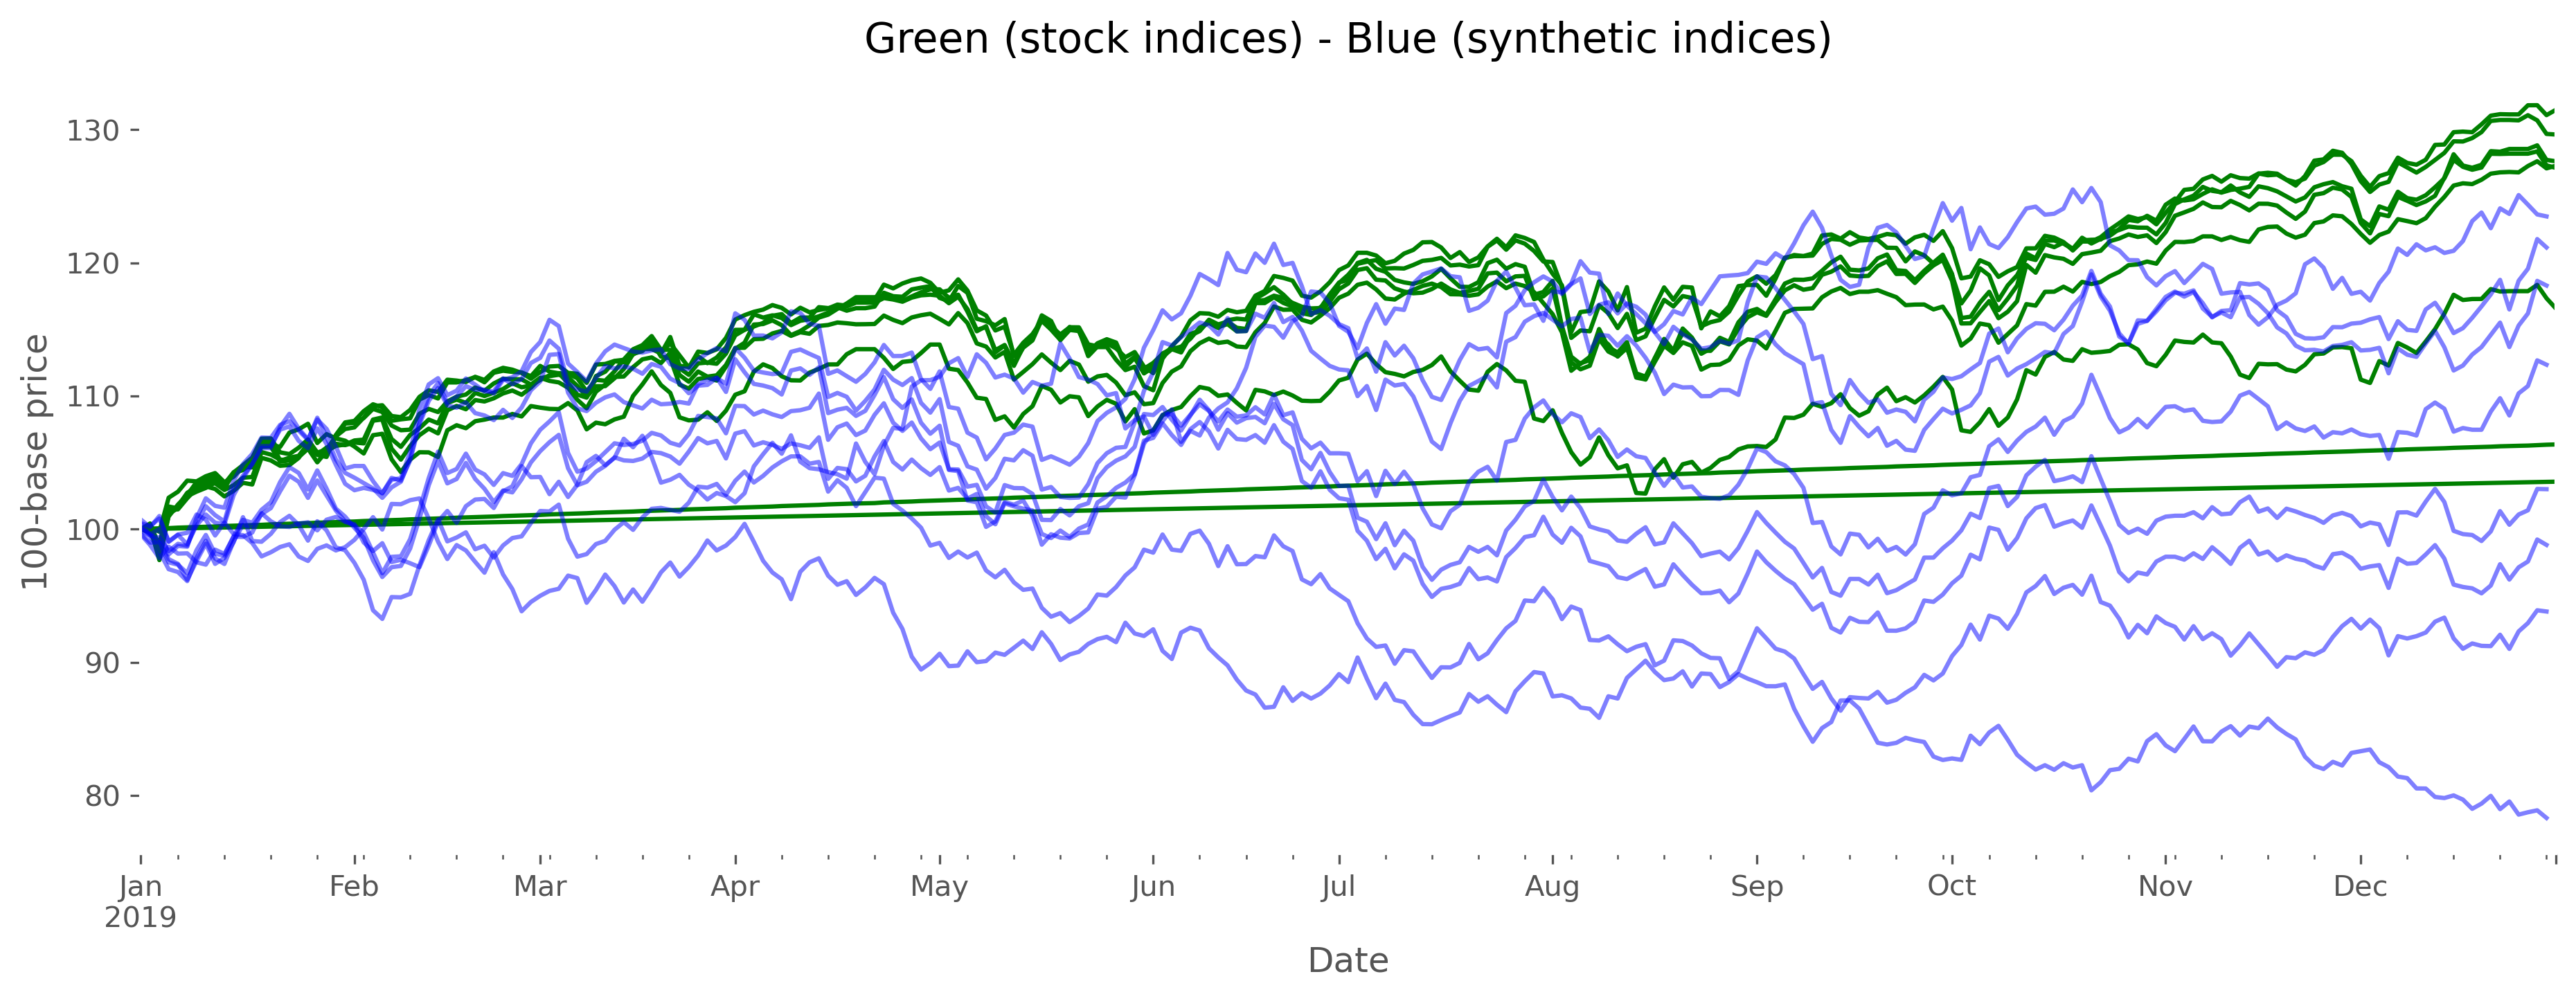 Green (stock indices) - Blue (synthetic indices)
130
120
110
100
90
80
100-base price
Jan Feb Mar Apr May Jun Jul Aug Sep Oct Nov Dec
2019
Date